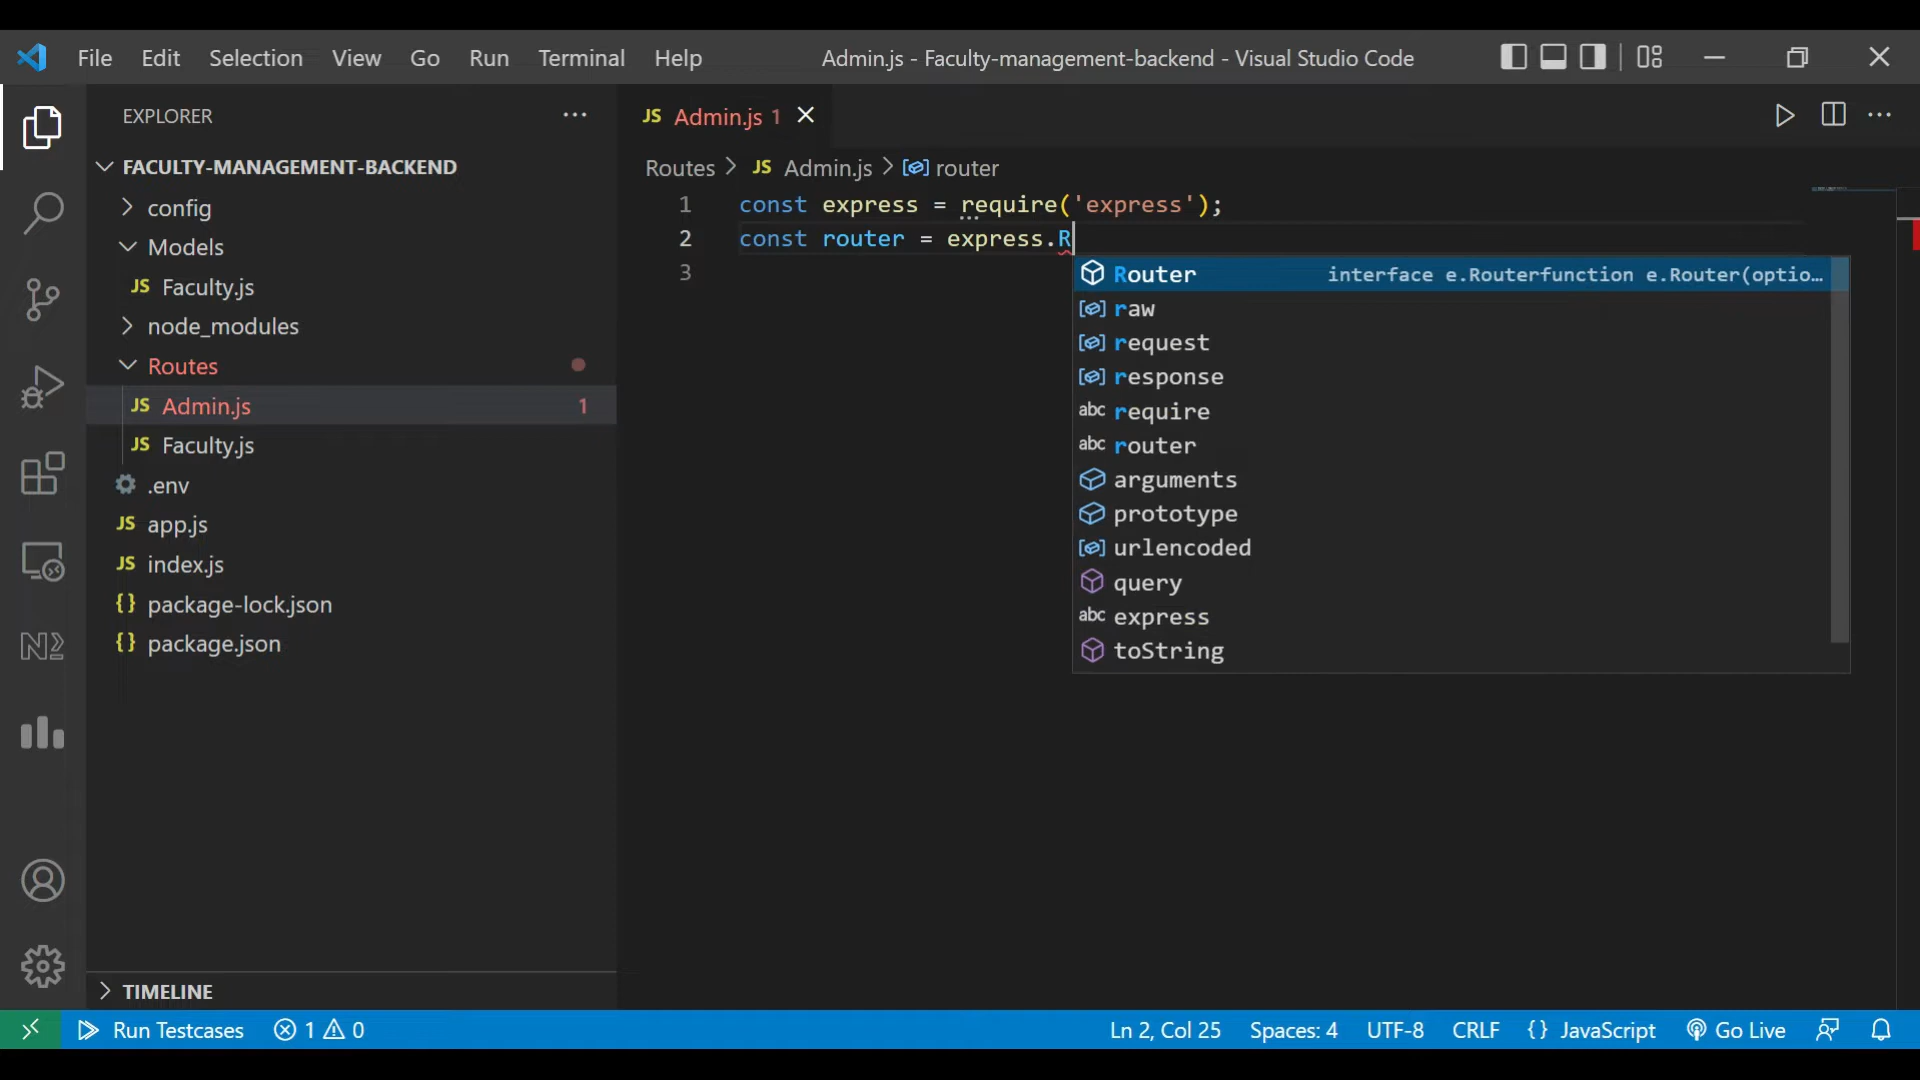 File Edit Selection View Go Run Terminal Help Admin.js - Faculty-management-backend - Visual Studio Code
EXPLORER ···
FACULTY-MANAGEMENT-BACKEND
config
Models
JS Faculty.js
node_modules
Routes
JS Admin.js 1
JS Faculty.js
.env
JS app.js
JS index.js
{} package-lock.json
{} package.json
TIMELINE
JS Admin.js 1
Routes > JS Admin.js > router
1 const express = require('express');
2 const router = express.R
3
Router interface e.Routerfunction e.Router(optio…
raw
request
response
abc require
abc router
arguments
prototype
urlencoded
query
abc express
toString
Run Testcases 1 0 Ln 2, Col 25 Spaces: 4 UTF-8 CRLF {} JavaScript Go Live